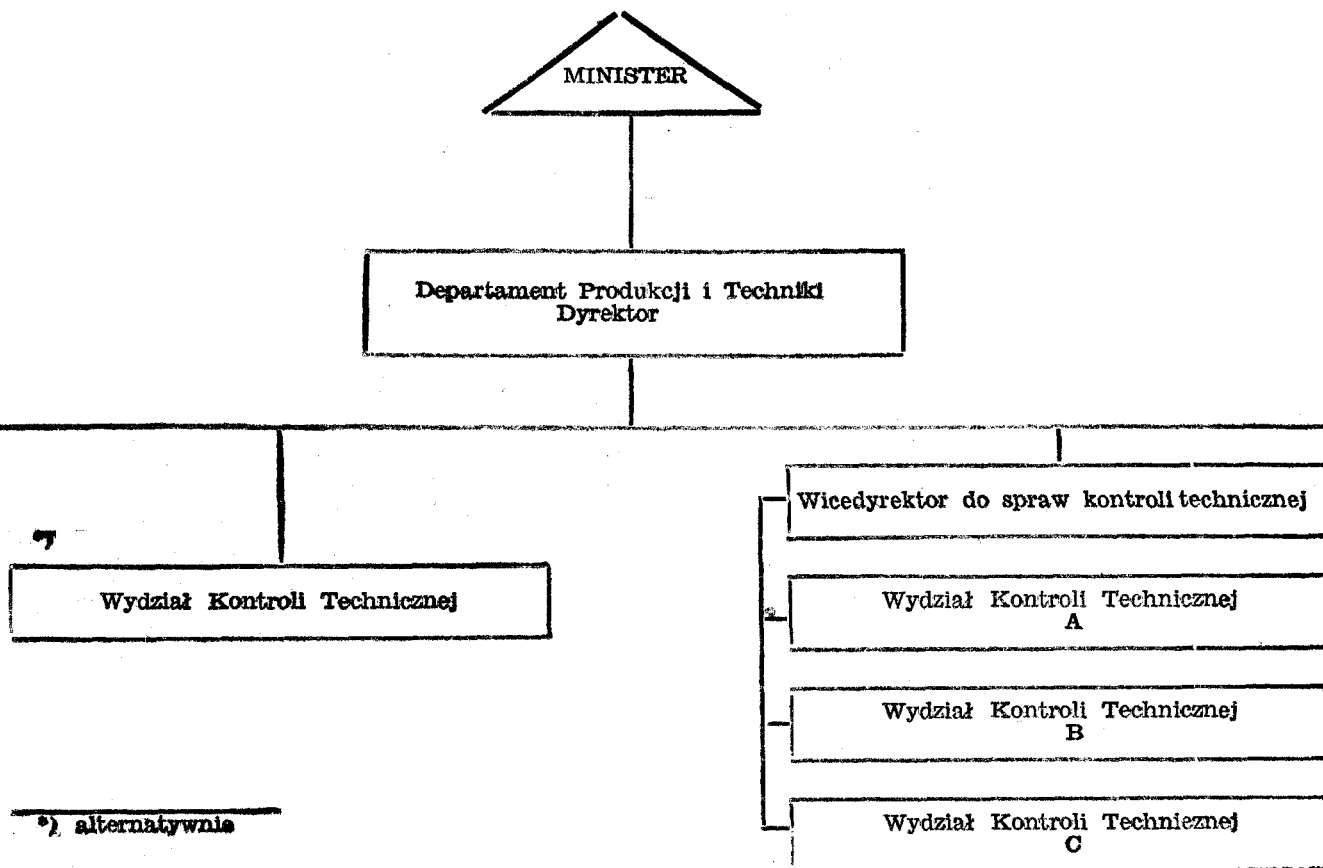 MINISTER
Departament Produkcji i Techniki
Dyrektor
Wicedyrektor do spraw kontroli technicznej
*)
Wydział Kontroli Technicznej
Wydział Kontroli Technicznej
A
Wydział Kontroli Technicznej
B
Wydział Kontroli Technicznej
C
*) alternatywnie